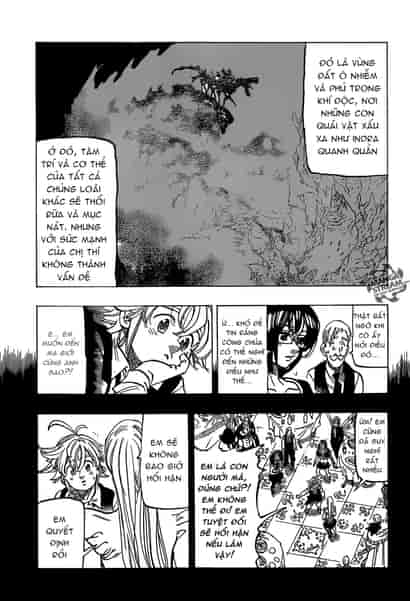 ĐÓ LÀ VÙNG
ĐẤT Ô NHIỄM
VÀ PHỦ TRONG
KHÍ ĐỘC, NƠI
NHỮNG CON
QUÁI VẬT XẤU
XA NHƯ INDRA
QUANH QUẨN
Ở ĐÓ, TÂM
TRÍ VÀ CƠ THỂ
CỦA TẤT CẢ
CHỦNG LOÀI
KHÁC SẼ THỐI
RỮA VÀ MỤC
NÁT. NHƯNG
VỚI SỨC MẠNH
CỦA CHỊ THÌ
KHÔNG THÀNH
VẤN ĐỀ
STREAM
THẬT BẤT
NGỜ KHI
CÔ ẤY
NÓI ĐIỀU
ĐÓ...
Ừ... KHÓ ĐỂ
TIN RẰNG
CÔNG CHÚA
CÓ THỂ NGHĨ
ĐẾN NHỮNG
ĐIỀU NHƯ
THẾ...
E... EM
MUỐN ĐẾN
MA GIỚI
CÙNG ANH
SAO??
ỪM! EM
CŨNG
ĐÃ SUY
NGHĨ RẤT
NHIỀU
EM LÀ CON
NGƯỜI MÀ,
ĐÚNG CHỨ?!
EM KHÔNG
THỂ ĐI! EM
TUYỆT ĐỐI
SẼ HỐI HẬN
NẾU LÀM
VẬY!
EM SẼ
KHÔNG
BAO GIỜ
HỐI HẬN
EM
QUYẾT
ĐỊNH
RỒI